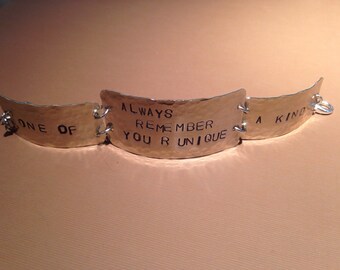 ONE OF
ALWAYS
REMEMBER
YOU R UNIQUE
A KIND